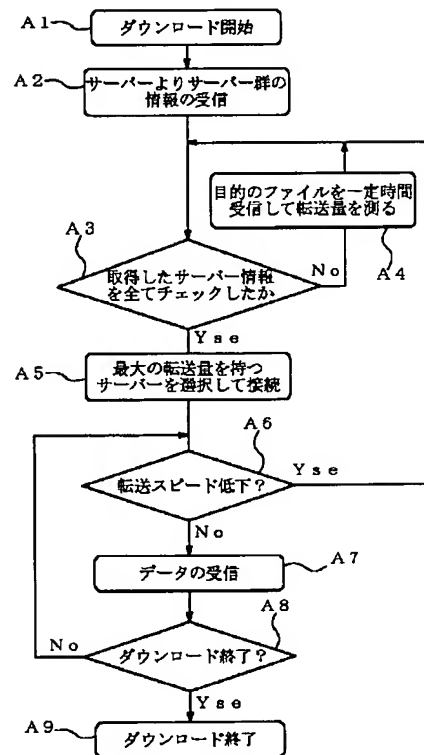 A1
ダウンロード開始
A2
サーバーよりサーバー群の
情報の受信
目的のファイルを一定時間
受信して転送量を測る
A4
A3
取得したサーバー情報
を全てチェックしたか
No
Yse
A5
最大の転送量を持つ
サーバーを選択して接続
A6
転送スピード低下?
Yse
No
データの受信
A7
A8
ダウンロード終了?
No
Yse
A9
ダウンロード終了